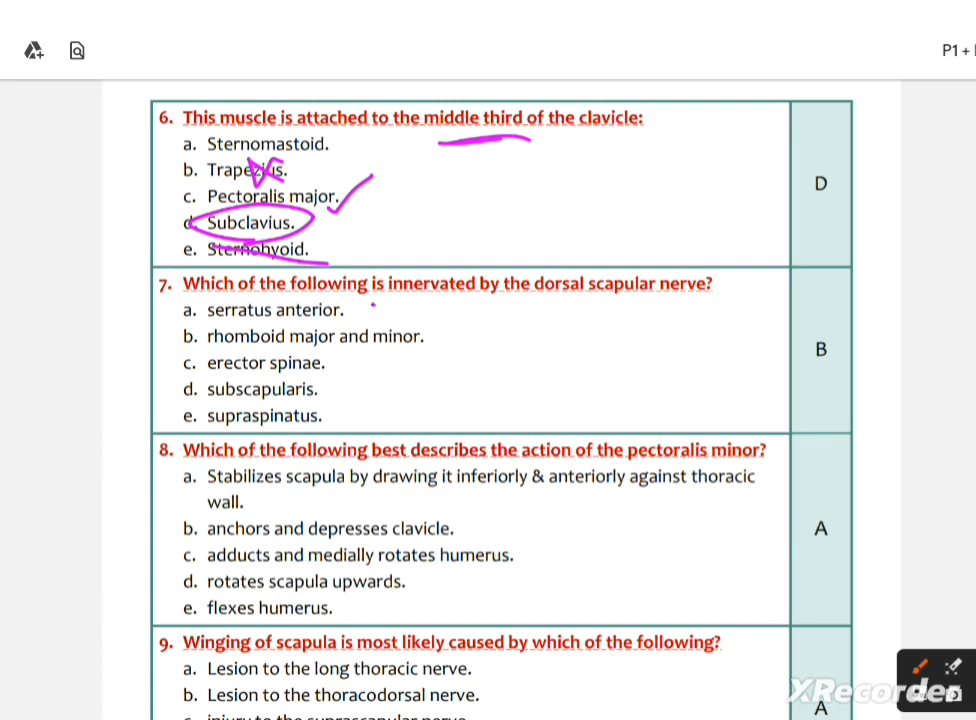 P1 +
6. This muscle is attached to the middle third of the clavicle:
a. Sternomastoid.
b. Trapezius.
c. Pectoralis major.
d. Subclavius.
e. Sternohyoid.
D
7. Which of the following is innervated by the dorsal scapular nerve?
a. serratus anterior.
b. rhomboid major and minor.
c. erector spinae.
d. subscapularis.
e. supraspinatus.
B
8. Which of the following best describes the action of the pectoralis minor?
a. Stabilizes scapula by drawing it inferiorly & anteriorly against thoracic
wall.
b. anchors and depresses clavicle.
c. adducts and medially rotates humerus.
d. rotates scapula upwards.
e. flexes humerus.
A
9. Winging of scapula is most likely caused by which of the following?
a. Lesion to the long thoracic nerve.
b. Lesion to the thoracodorsal nerve.
c. injury to the suprascapular nerve
A
XRecorder